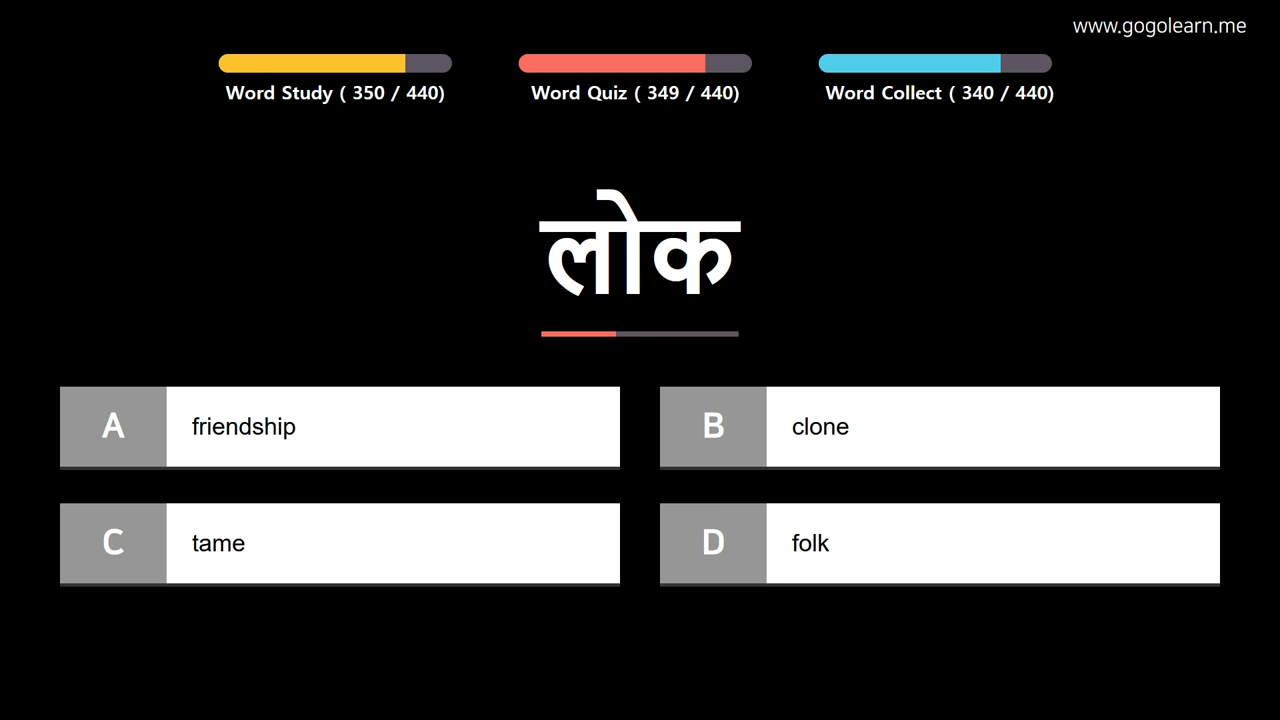 www.gogolearn.me
Word Study ( 350 / 440)
Word Quiz ( 349 / 440)
Word Collect ( 340 / 440)
लोक
A friendship
B clone
C tame
D folk